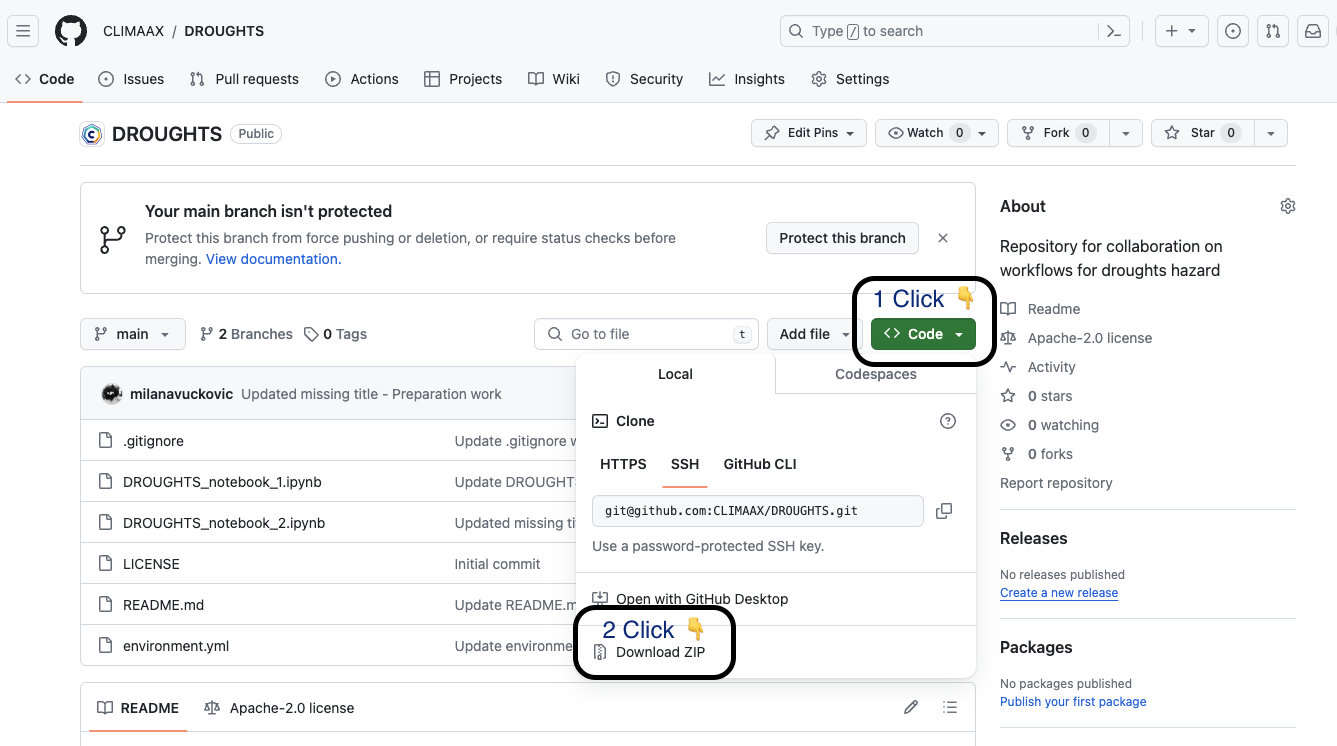 CLIMAAX / DROUGHTS
Type / to search
Code Issues Pull requests Actions Projects Wiki Security Insights Settings
DROUGHTS Public
Edit Pins Watch 0 Fork 0 Star 0
Your main branch isn't protected
Protect this branch from force pushing or deletion, or require status checks before
merging. View documentation.
Protect this branch
1 Click 👇
main 2 Branches 0 Tags
Go to file t
Add file
Code
Local Codespaces
milanavuckovic Updated missing title - Preparation work
Clone
.gitignore Update .gitignore
HTTPS SSH GitHub CLI
DROUGHTS_notebook_1.ipynb Update DROUGHT
git@github.com:CLIMAAX/DROUGHTS.git
DROUGHTS_notebook_2.ipynb Updated missing
Use a password-protected SSH key.
LICENSE Initial commit
Open with GitHub Desktop
README.md Update README.m
2 Click 👇
Download ZIP
environment.yml Update environme
README Apache-2.0 license
About
Repository for collaboration on
workflows for droughts hazard
Readme
Apache-2.0 license
Activity
0 stars
0 watching
0 forks
Report repository
Releases
No releases published
Create a new release
Packages
No packages published
Publish your first package